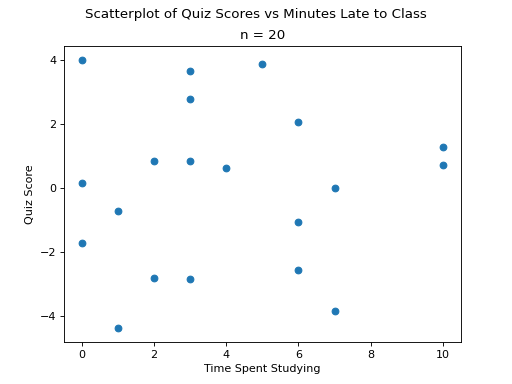 Scatterplot of Quiz Scores vs Minutes Late to Class
n = 20
4
2
0
−2
−4
Quiz Score
0 2 4 6 8 10
Time Spent Studying